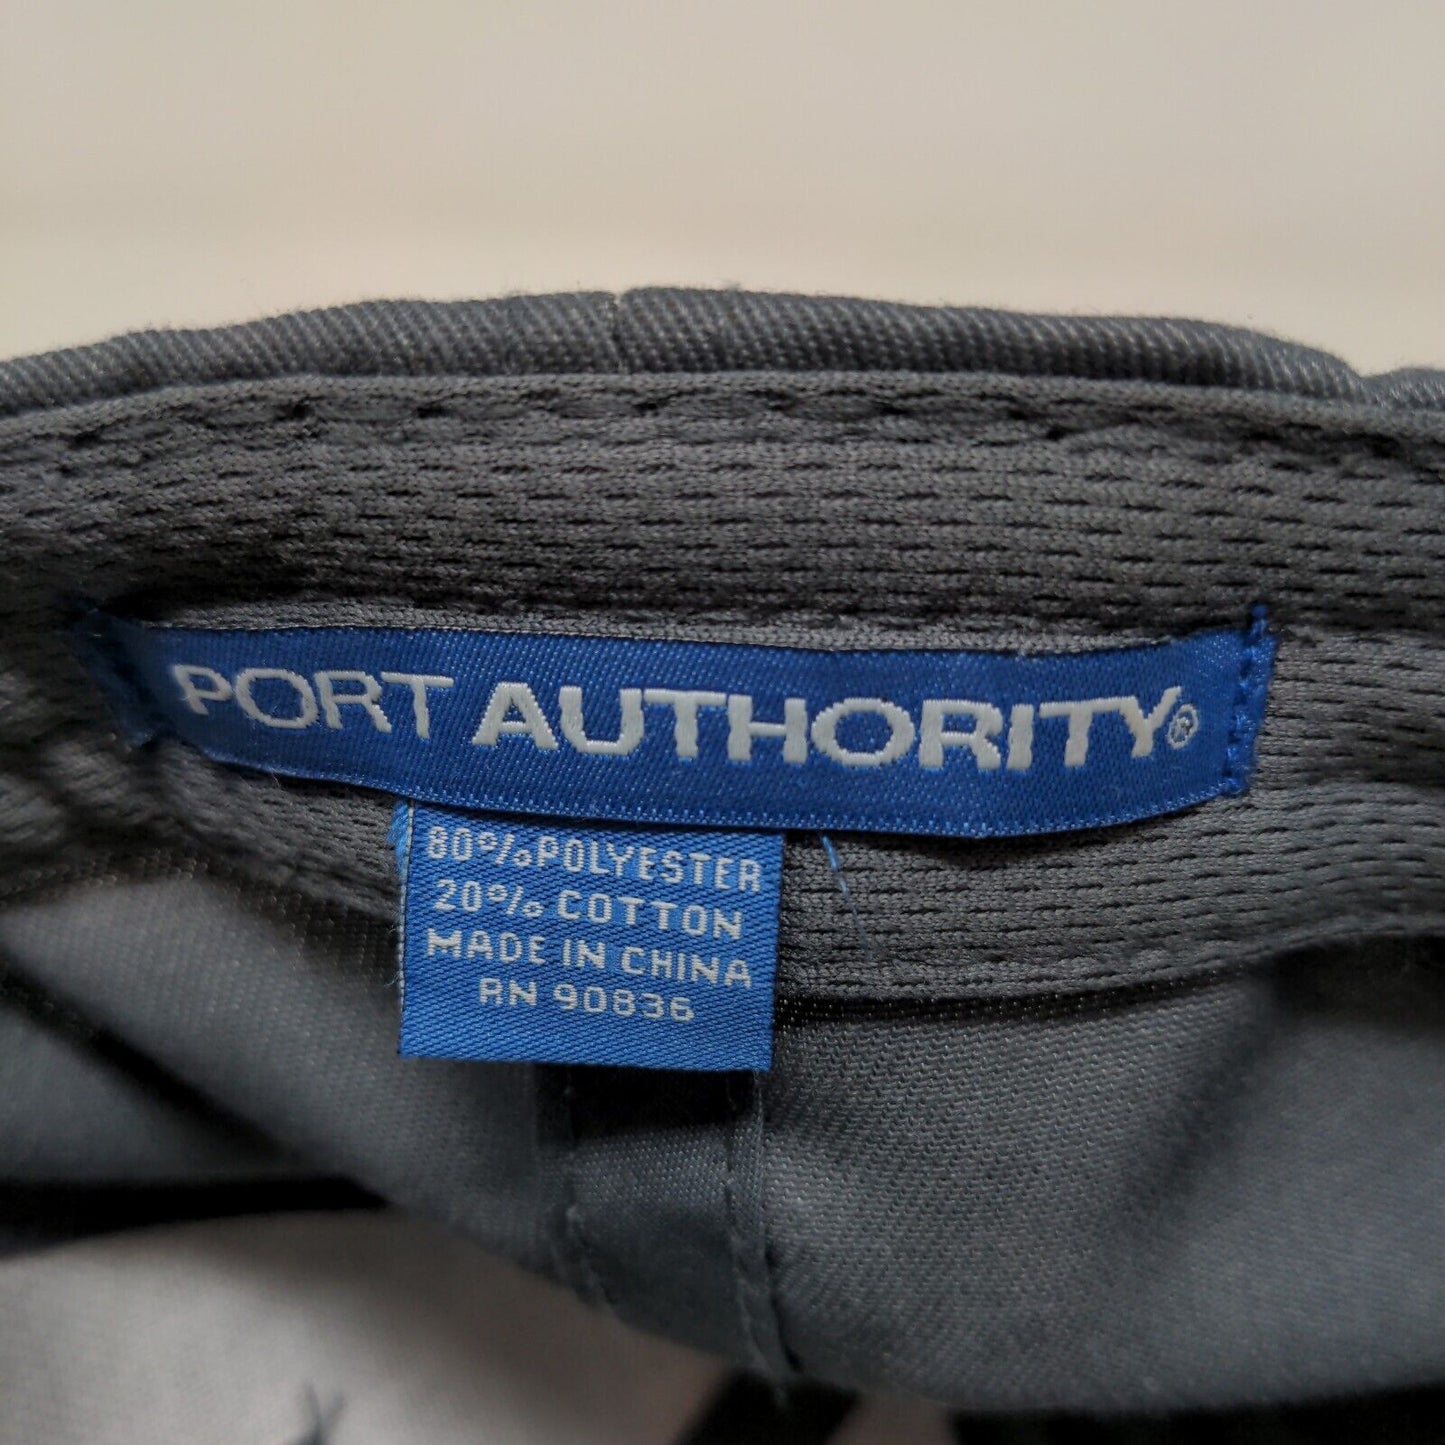 PORT AUTHORITY®
80% POLYESTER
20% COTTON
MADE IN CHINA
RN 90836